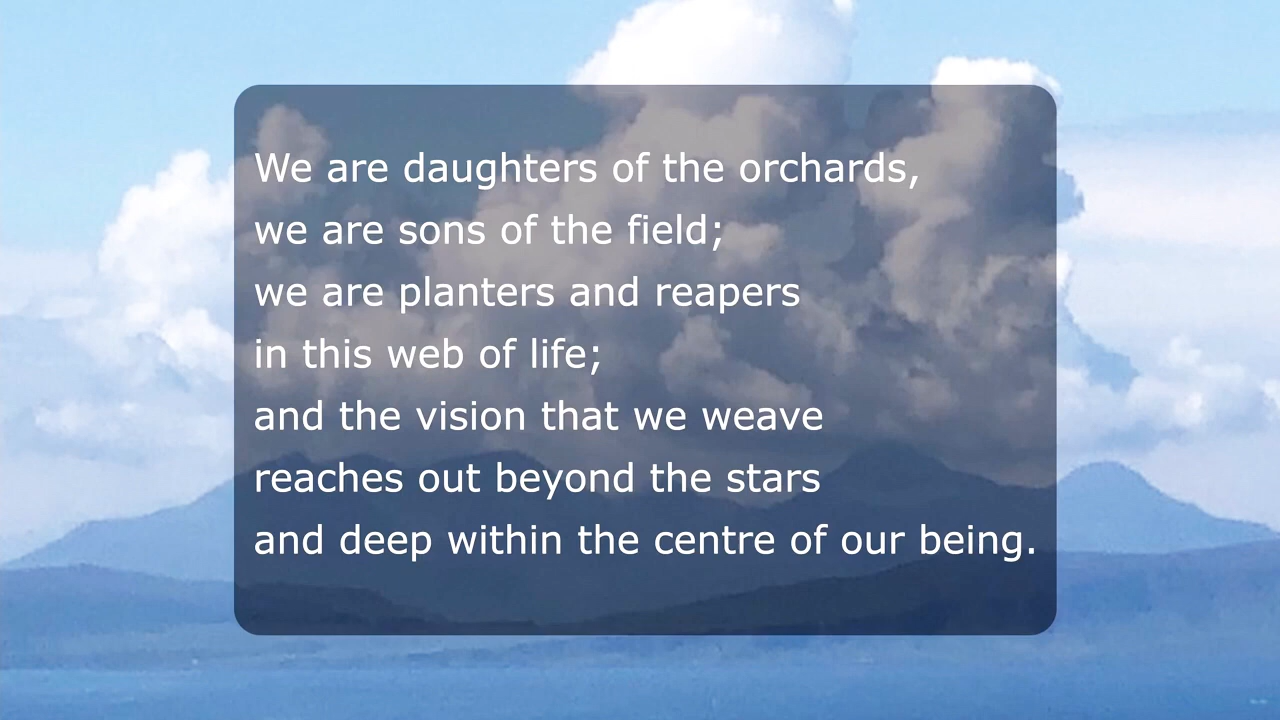 We are daughters of the orchards,
we are sons of the field;
we are planters and reapers
in this web of life;
and the vision that we weave
reaches out beyond the stars
and deep within the centre of our being.